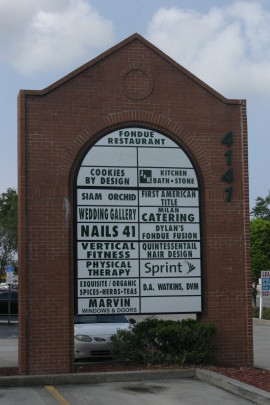 FONDUE
RESTAURANT
COOKIES
BY DESIGN
KITCHEN
BATH • STONE
SIAM ORCHID
FIRST AMERICAN
TITLE
WEDDING GALLERY
MILAN
CATERING
NAILS 41
DYLAN'S
FONDUE FUSION
VERTICAL
FITNESS
QUINTESSENTAIL
HAIR DESIGN
PHYSICAL
THERAPY
Sprint
EXQUISITE/ORGANIC
SPICES•HERBS•TEAS
D.A. WATKINS, DVM
MARVIN
WINDOWS & DOORS
4141